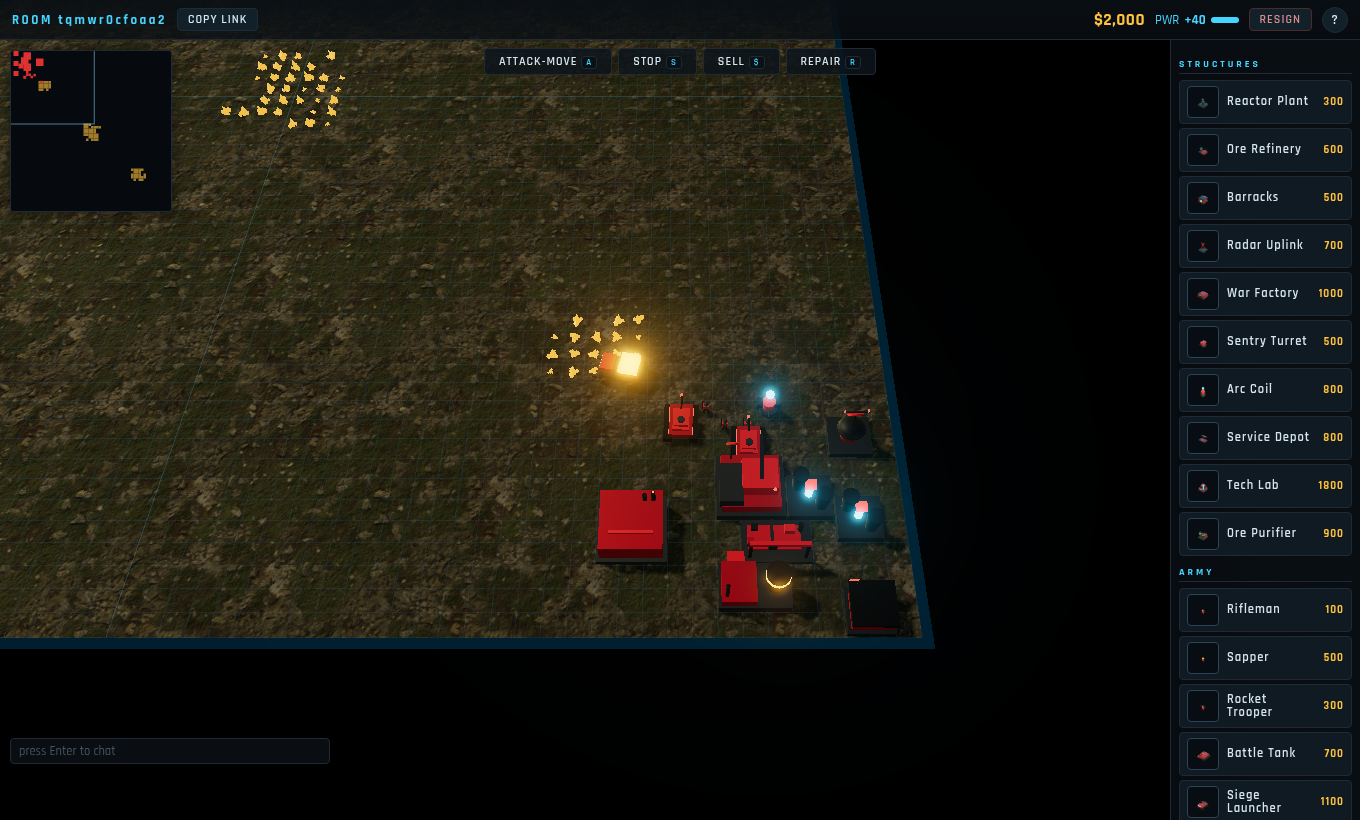 ROOM tqmwr0cfoaa2 COPY LINK $2,000 PWR +40 RESIGN ?
ATTACK-MOVE A STOP S SELL $ REPAIR R
STRUCTURES
Reactor Plant 300
Ore Refinery 600
Barracks 500
Radar Uplink 700
War Factory 1000
Sentry Turret 500
Arc Coil 800
Service Depot 800
Tech Lab 1800
Ore Purifier 900
ARMY
Rifleman 100
Sapper 500
Rocket
Trooper 300
Battle Tank 700
Siege
Launcher 1100
press Enter to chat